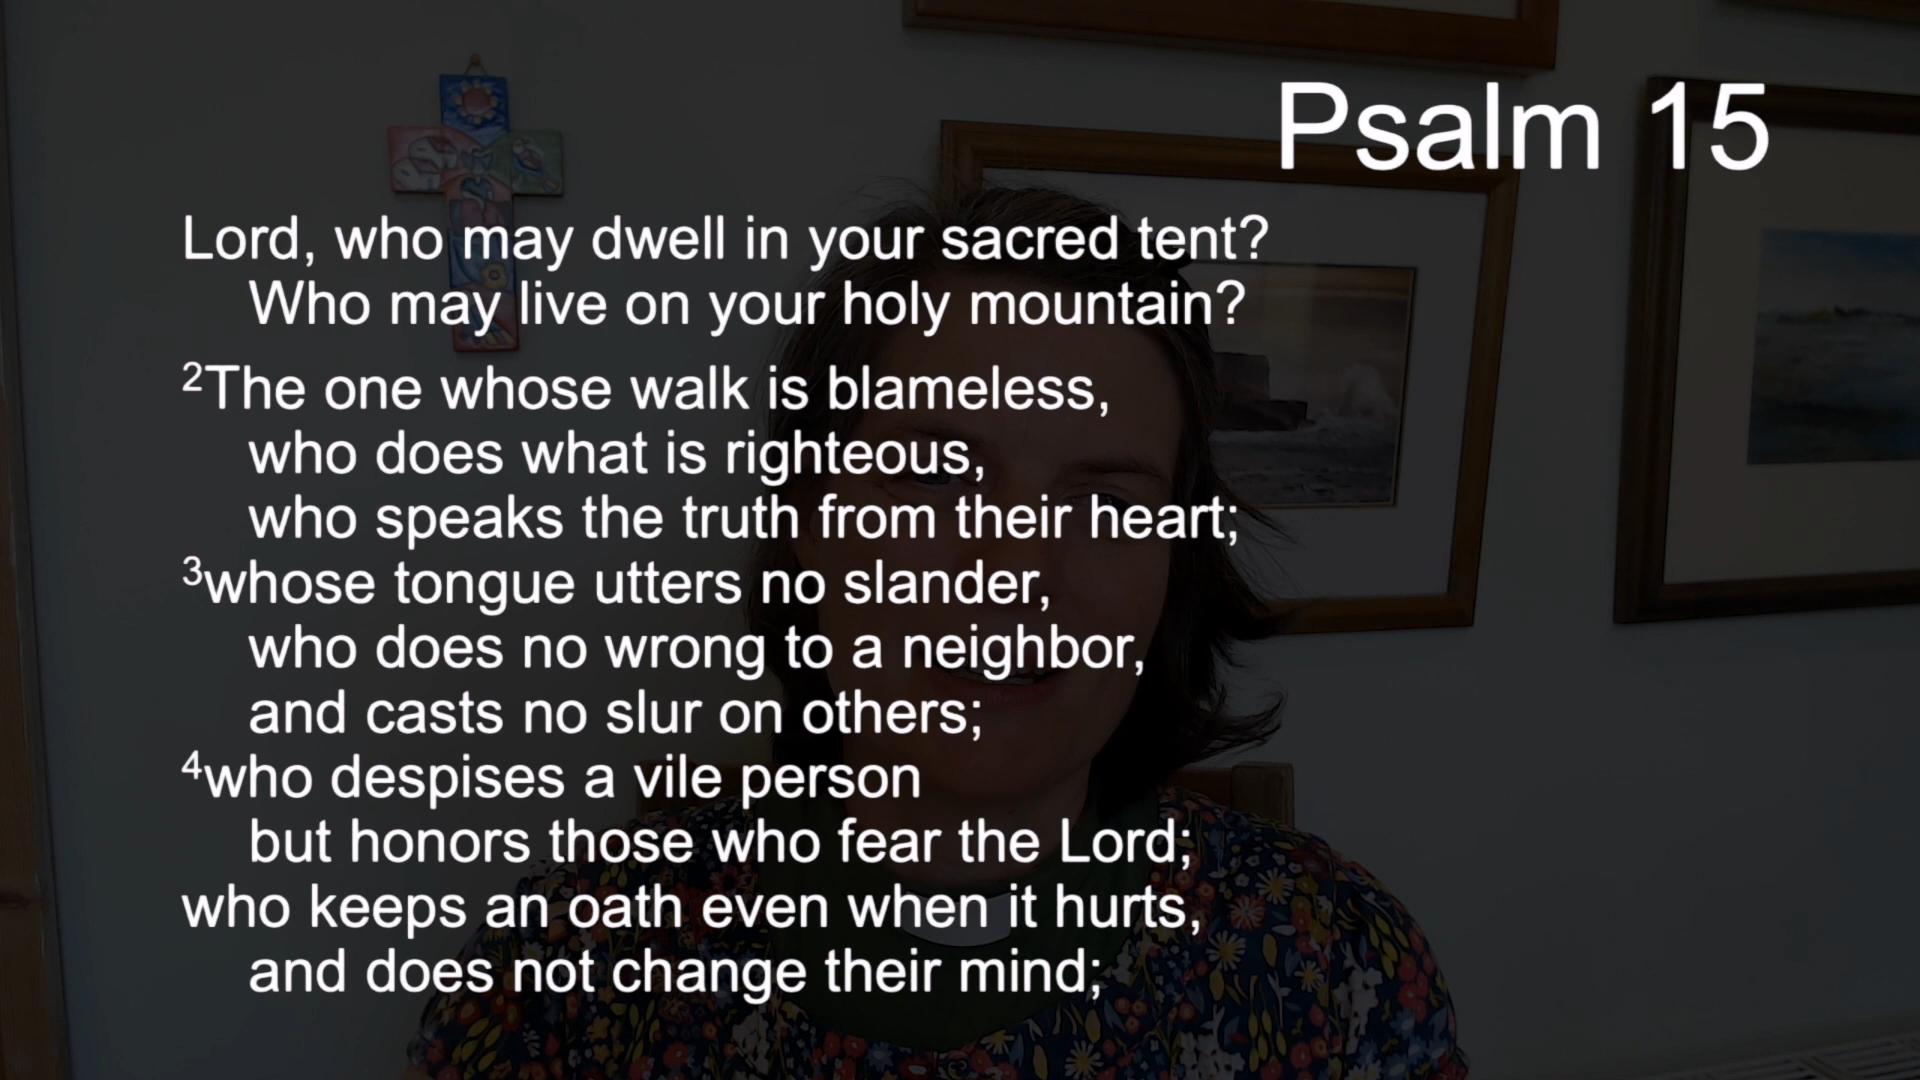 Psalm 15
Lord, who may dwell in your sacred tent?
Who may live on your holy mountain?
2The one whose walk is blameless,
who does what is righteous,
who speaks the truth from their heart;
3whose tongue utters no slander,
who does no wrong to a neighbor,
and casts no slur on others;
4who despises a vile person
but honors those who fear the Lord;
who keeps an oath even when it hurts,
and does not change their mind;